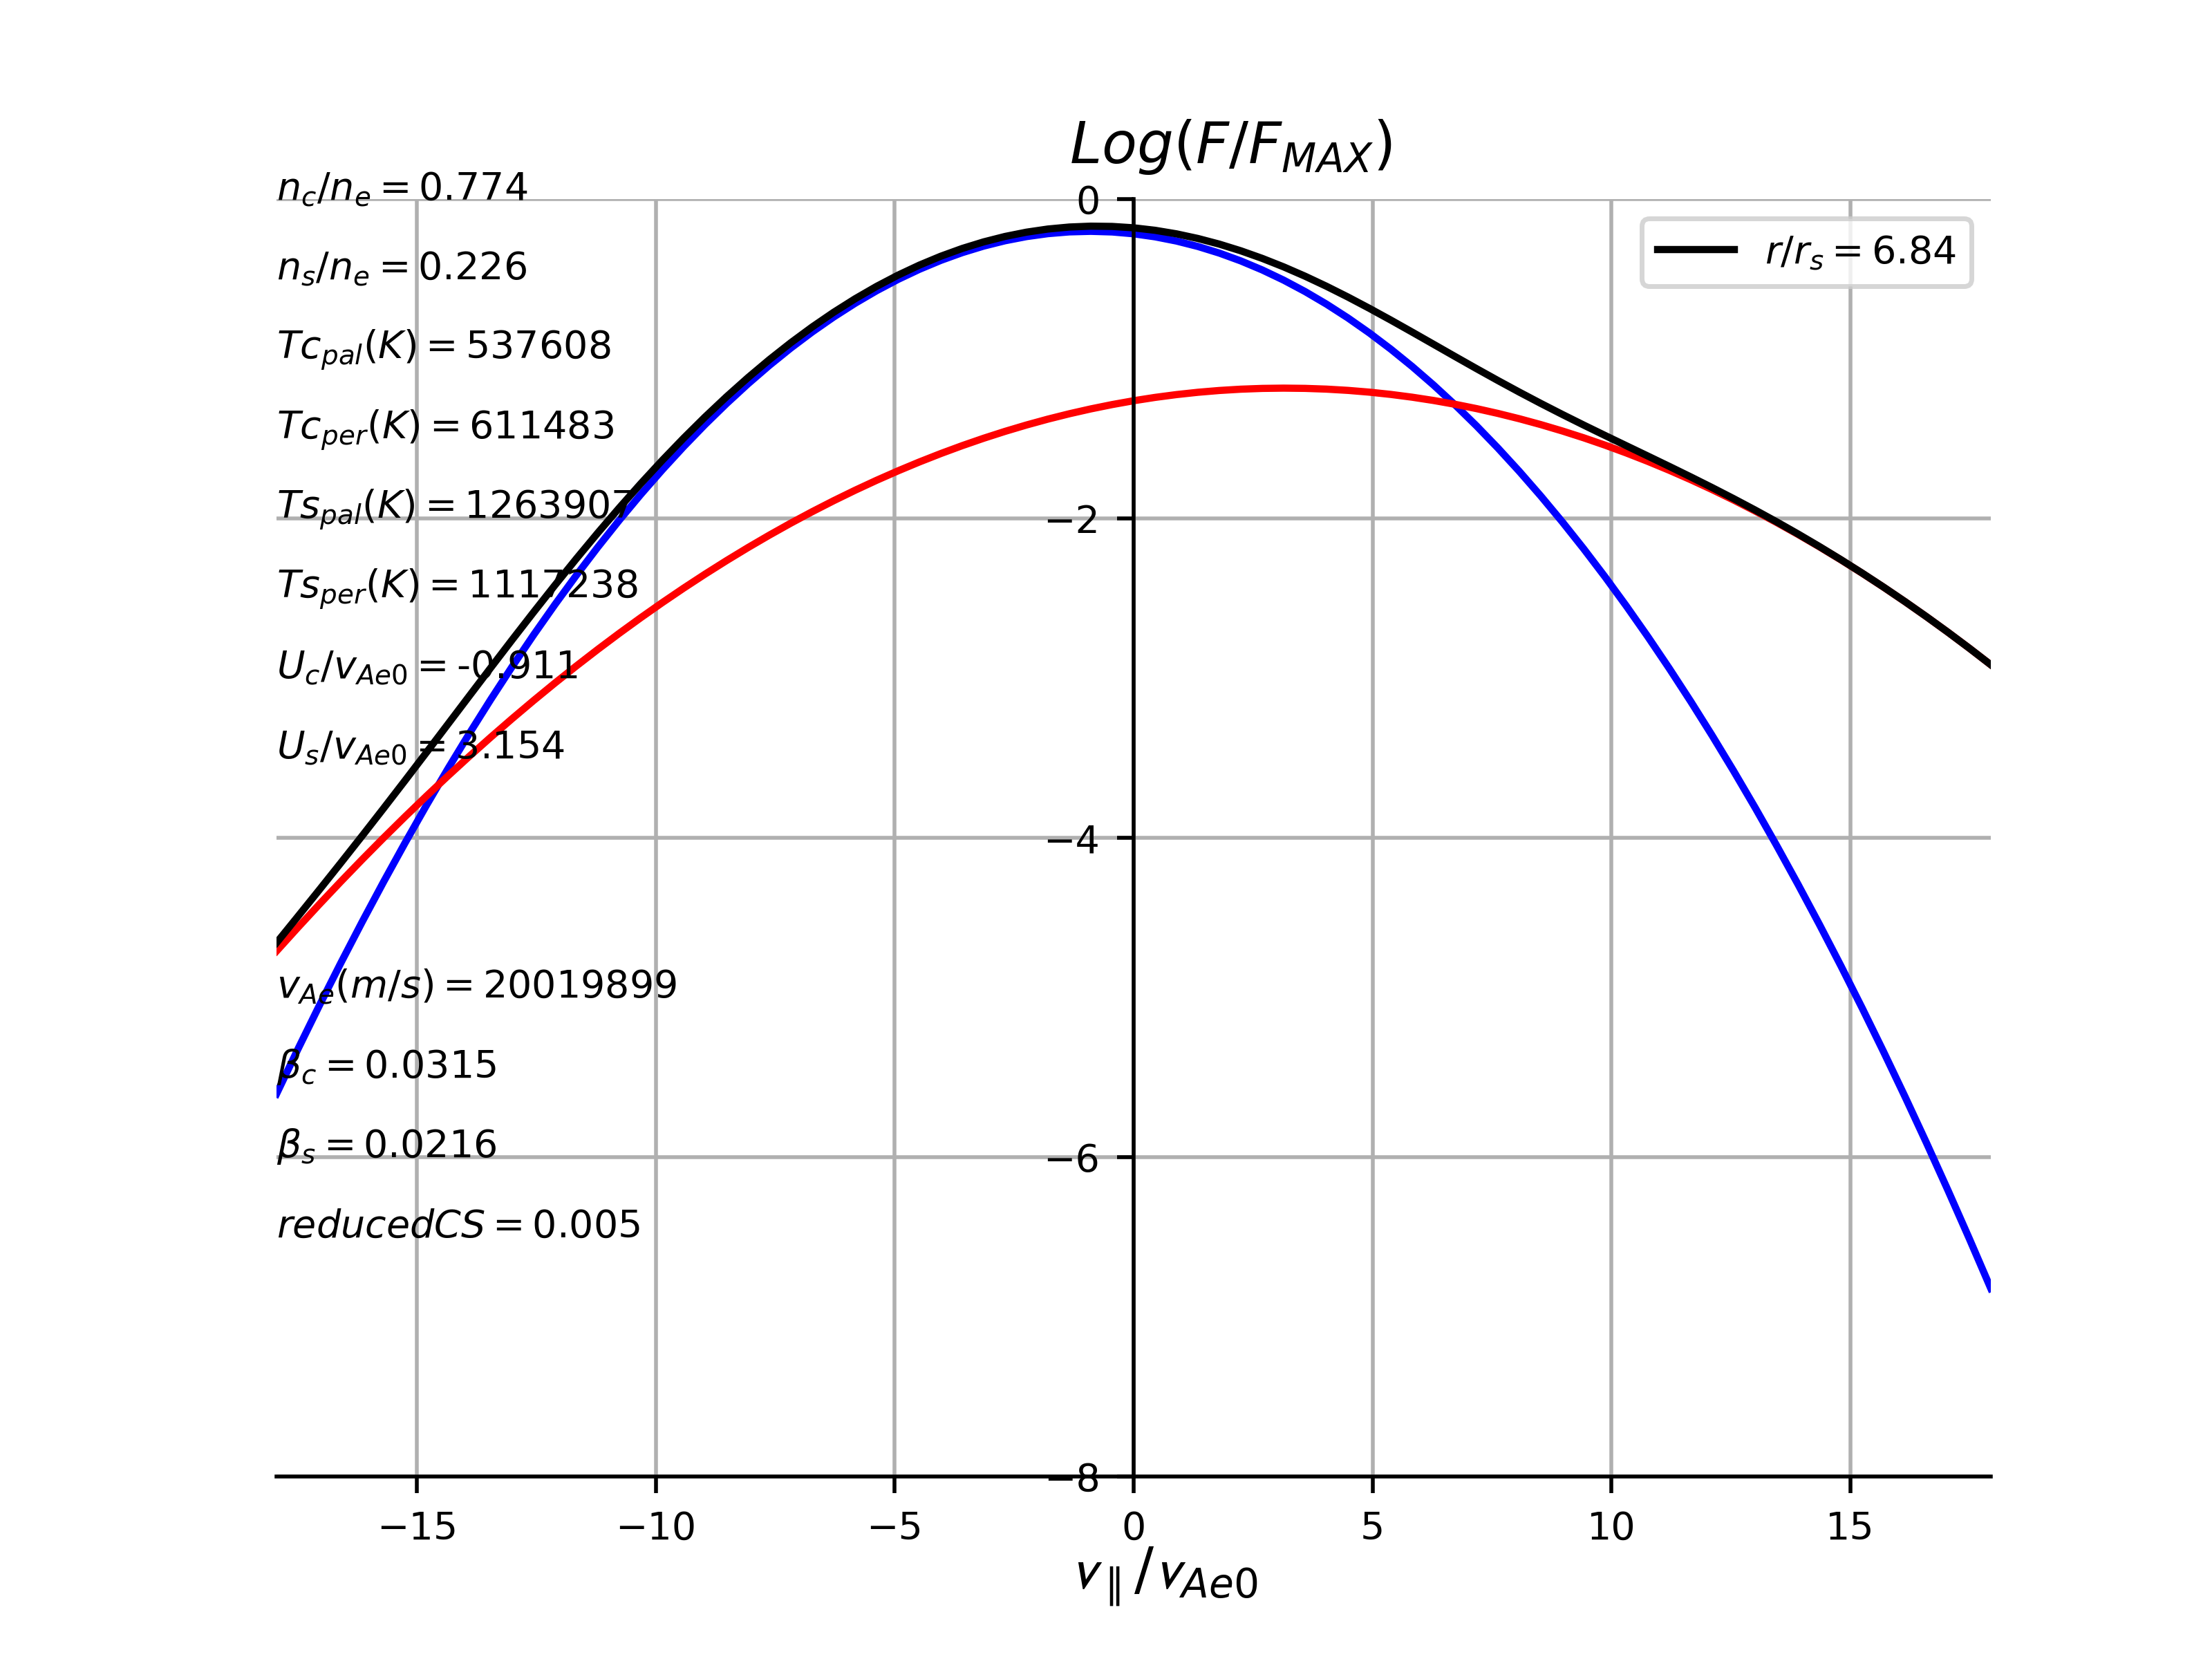 Log(F/F_MAX)
n_c/n_e = 0.774
0
n_s/n_e = 0.226
r/r_s = 6.84
Tc_pal(K) = 537608
Tc_per(K) = 611483
Ts_pal(K) = 1263907
−2
Ts_per(K) = 1117238
U_c/v_Ae0 = -0.911
U_s/v_Ae0 = 3.154
−4
v_Ae(m/s) = 20019899
β_c = 0.0315
β_s = 0.0216
−6
reducedCS = 0.005
−8
−15 −10 −5 0 5 10 15
v_∥/v_Ae0